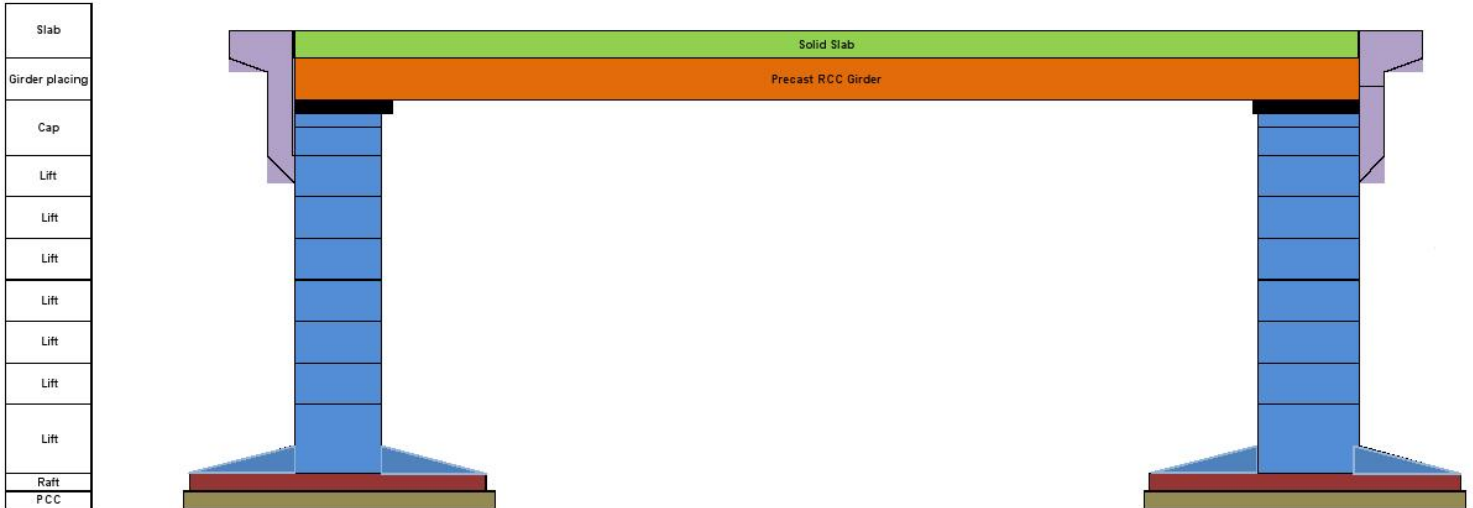 Slab
Solid Slab
Girder placing
Precast RCC Girder
Cap
Lift
Lift
Lift
Lift
Lift
Lift
Lift
Raft
PCC